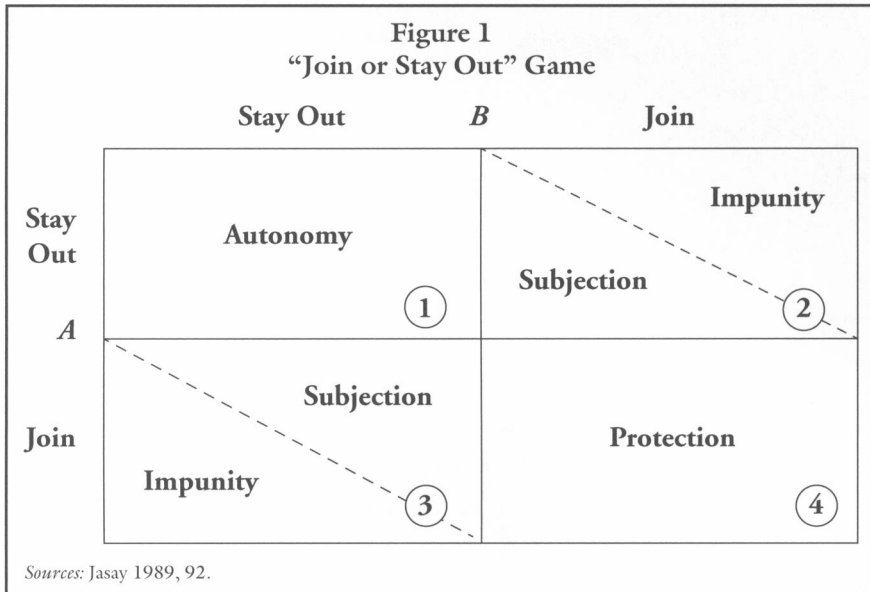 Figure 1
“Join or Stay Out” Game
Stay Out B Join
Stay
Out
Autonomy
1
Impunity
Subjection
2
A
Join
Subjection
Impunity
3
Protection
4
Sources: Jasay 1989, 92.